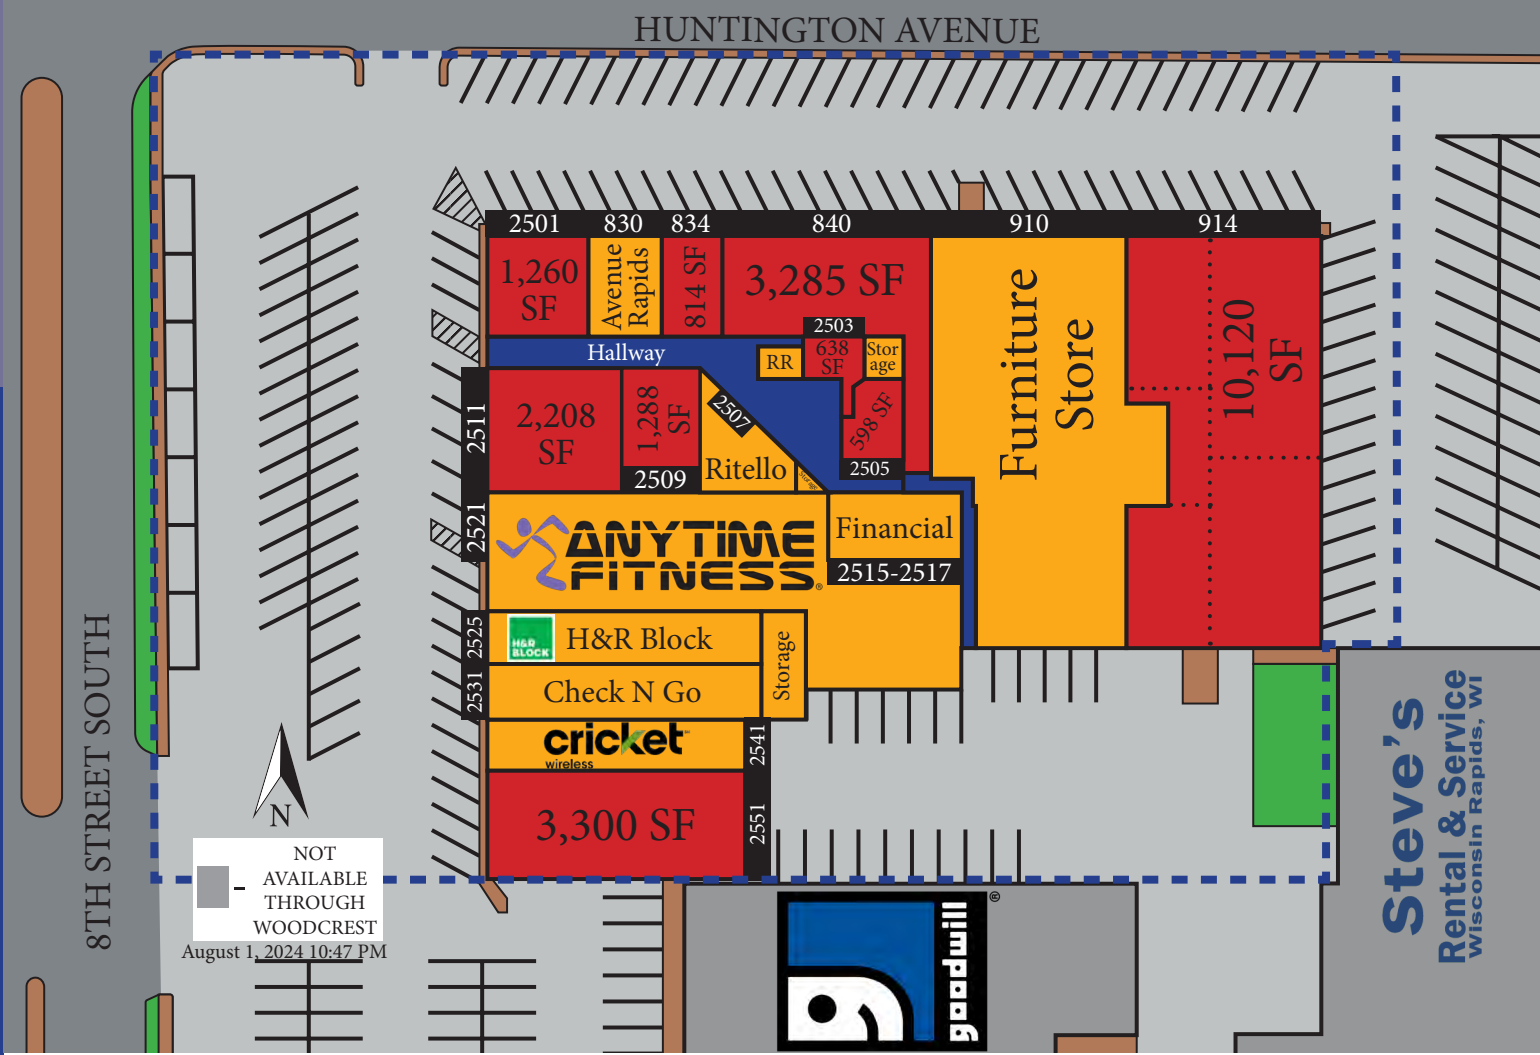 HUNTINGTON AVENUE
2501
830
834
840
910
914
1,260
SF
Avenue
Rapids
814 SF
3,285 SF
Furniture
Store
10,120
SF
2503
Hallway
RR
638
SF
Stor
age
2511
2,208
SF
1,288
SF
2507
598 SF
Ritello
Storage
2505
2509
2521
ANYTIME
FITNESS®
Financial
2515-2517
2525
H&R
BLOCK
H&R Block
Storage
2531
Check N Go
cricket
wireless
2541
3,300 SF
2551
8TH STREET SOUTH
N
NOT
AVAILABLE
THROUGH
WOODCREST
August 1, 2024 10:47 PM
goodwill
®
Steve's
Rental & Service
Wisconsin Rapids, WI